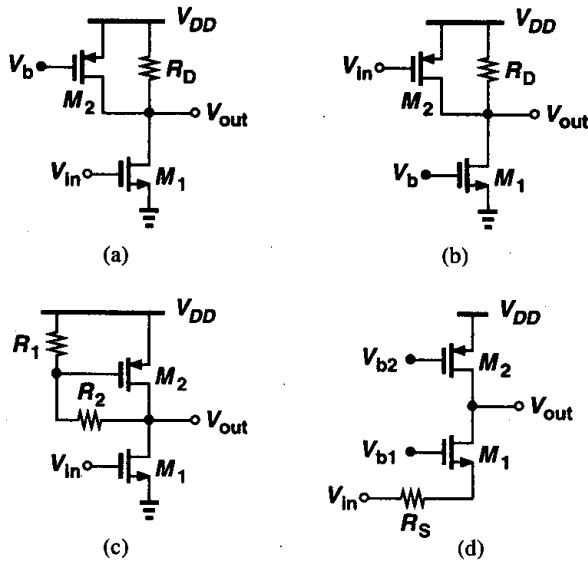 V_DD
V_b
M_2
R_D
V_out
V_in
M_1
(a)
V_DD
V_in
M_2
R_D
V_out
V_b
M_1
(b)
V_DD
R_1
M_2
R_2
V_out
V_in
M_1
(c)
V_DD
V_b2
M_2
V_out
V_b1
M_1
V_in
R_S
(d)